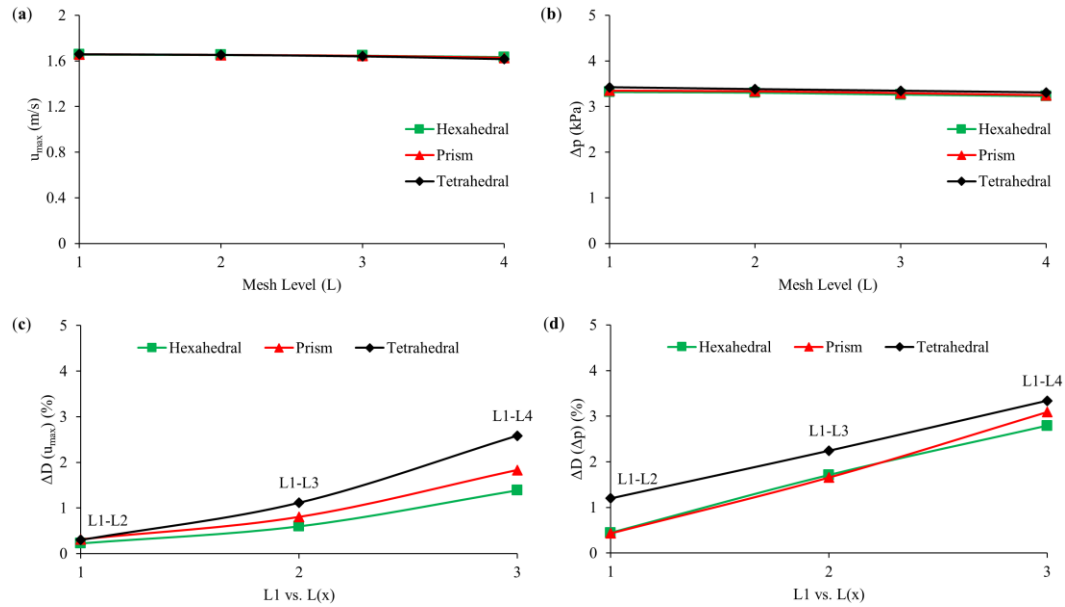 (a)
2
1.6
1.2
0.8
0.4
0
u_max (m/s)
Hexahedral
Prism
Tetrahedral
1 2 3 4
Mesh Level (L)
(b)
5
4
3
2
1
0
Δp (kPa)
Hexahedral
Prism
Tetrahedral
1 2 3 4
Mesh Level (L)
(c)
5
4
3
2
1
0
ΔD (u_max) (%)
Hexahedral Prism Tetrahedral
L1-L2
L1-L3
L1-L4
1 2 3
L1 vs. L(x)
(d)
5
4
3
2
1
0
ΔD (Δp) (%)
Hexahedral Prism Tetrahedral
L1-L2
L1-L3
L1-L4
1 2 3
L1 vs. L(x)